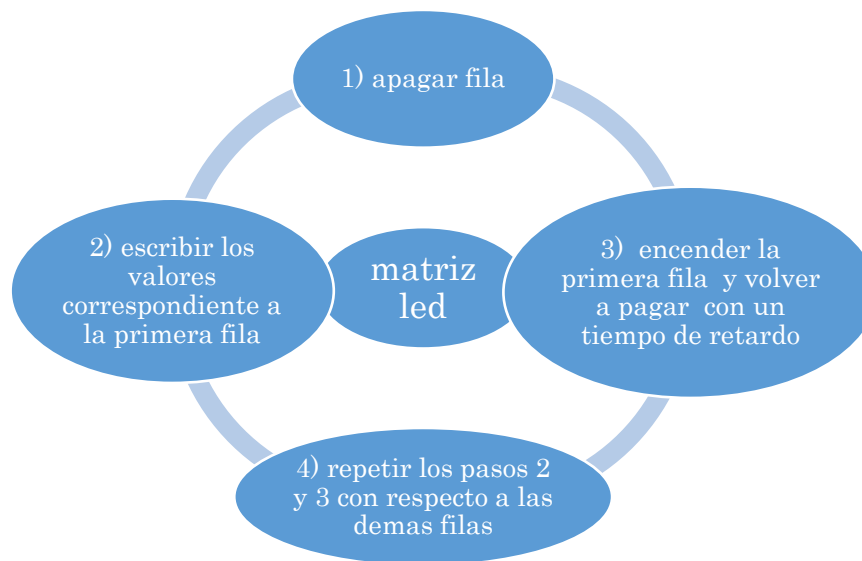 1) apagar fila
2) escribir los
valores
correspondiente a
la primera fila
matriz
led
3) encender la
primera fila y volver
a pagar con un
tiempo de retardo
4) repetir los pasos 2
y 3 con respecto a las
demas filas